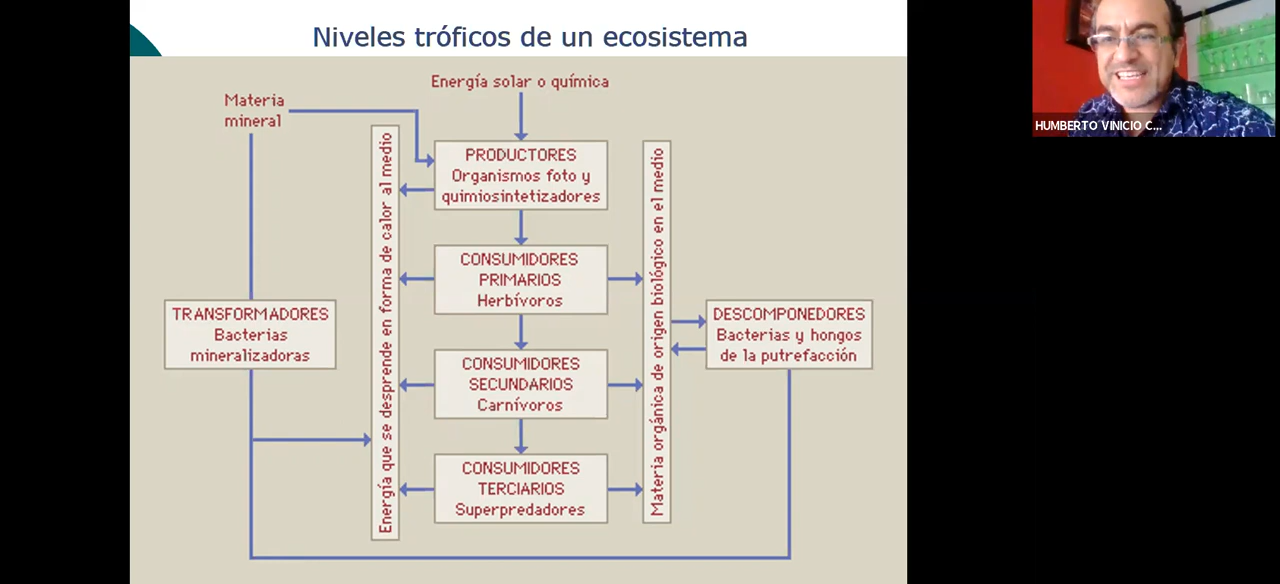 Niveles tróficos de un ecosistema
Energía solar o química
Materia
mineral
PRODUCTORES
Organismos foto y
quimiosintetizadores
CONSUMIDORES
PRIMARIOS
Herbívoros
CONSUMIDORES
SECUNDARIOS
Carnívoros
CONSUMIDORES
TERCIARIOS
Superpredadores
TRANSFORMADORES
Bacterias
mineralizadoras
Energía que se desprende en forma de calor al medio
Materia orgánica de origen biológico en el medio
DESCOMPONEDORES
Bacterias y hongos
de la putrefacción
HUMBERTO VINICIO C...